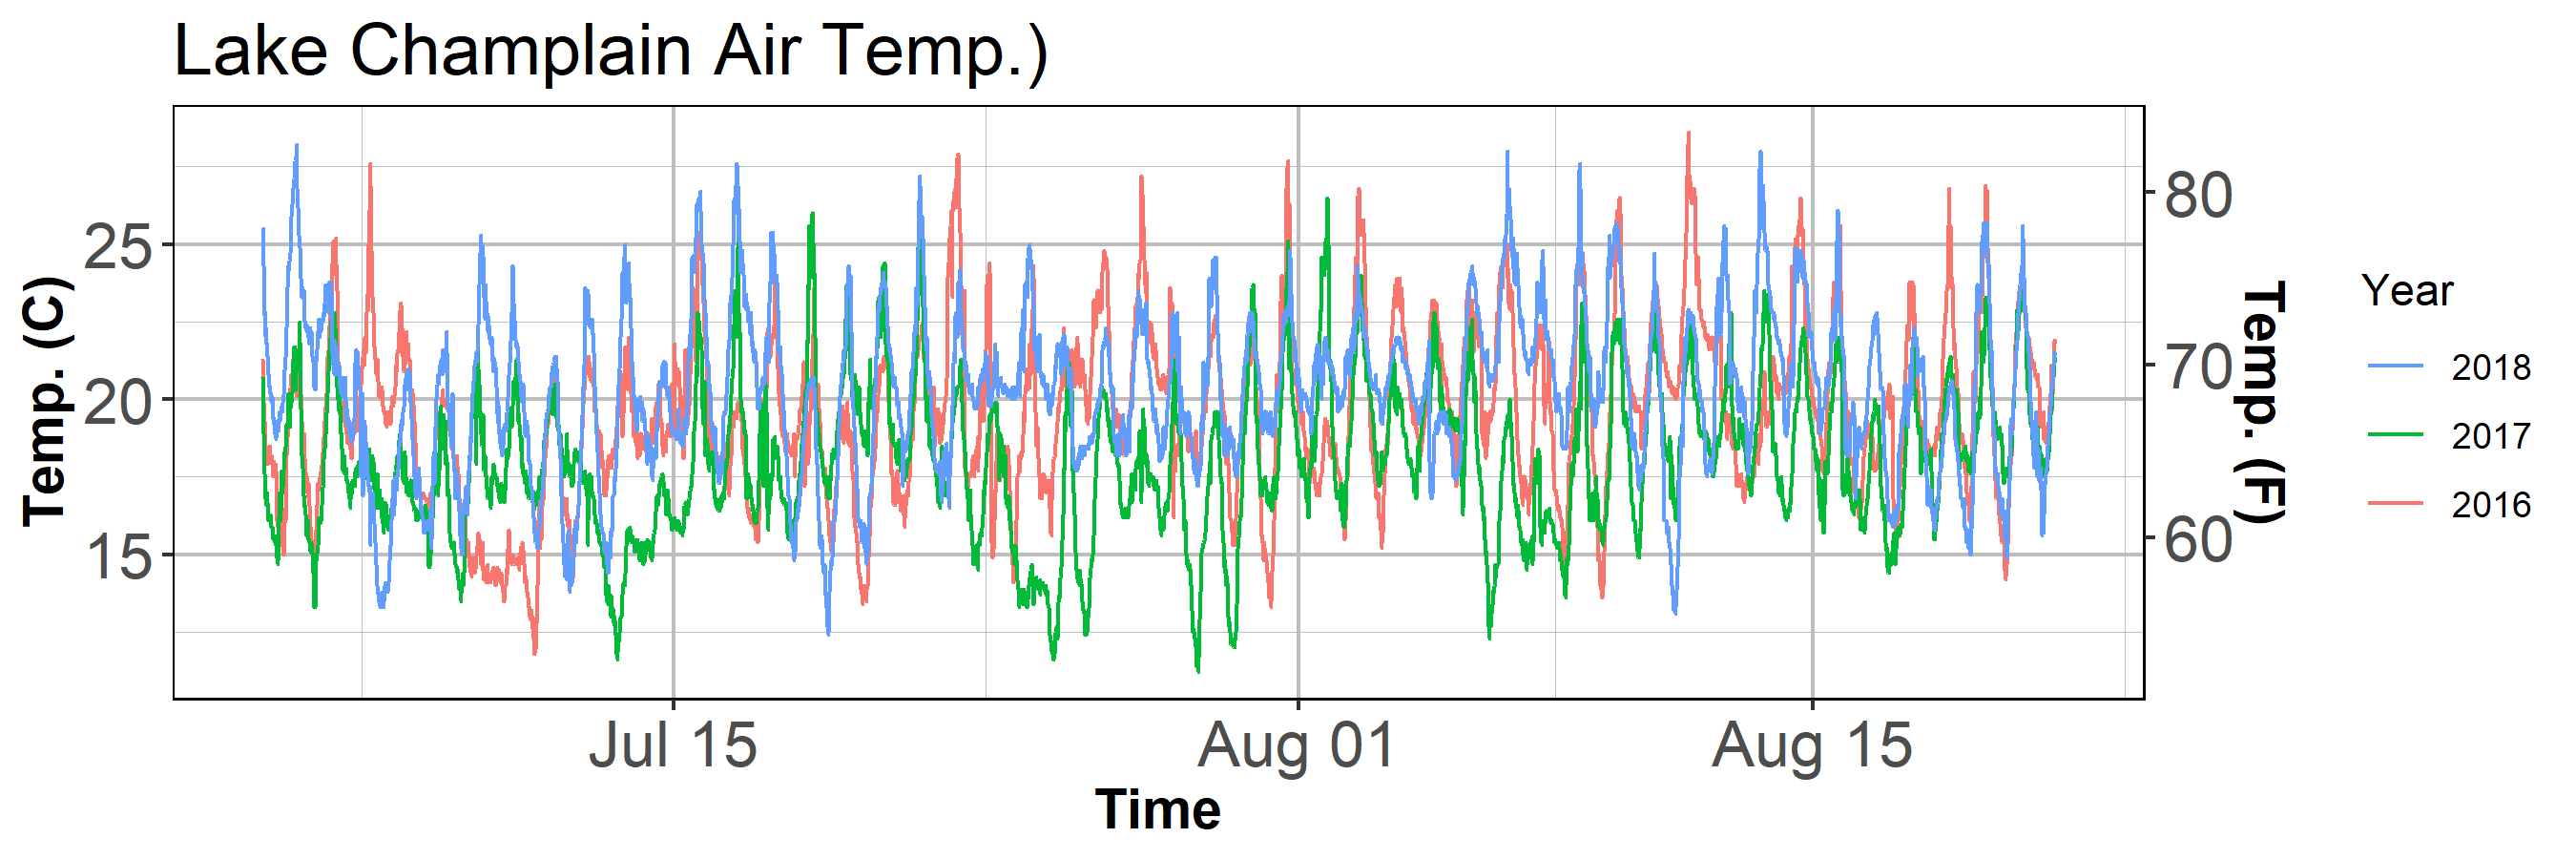 Lake Champlain Air Temp.)
Temp. (C)
25
20
15
80
70
60
Temp. (F)
Jul 15
Aug 01
Aug 15
Time
Year
2018
2017
2016